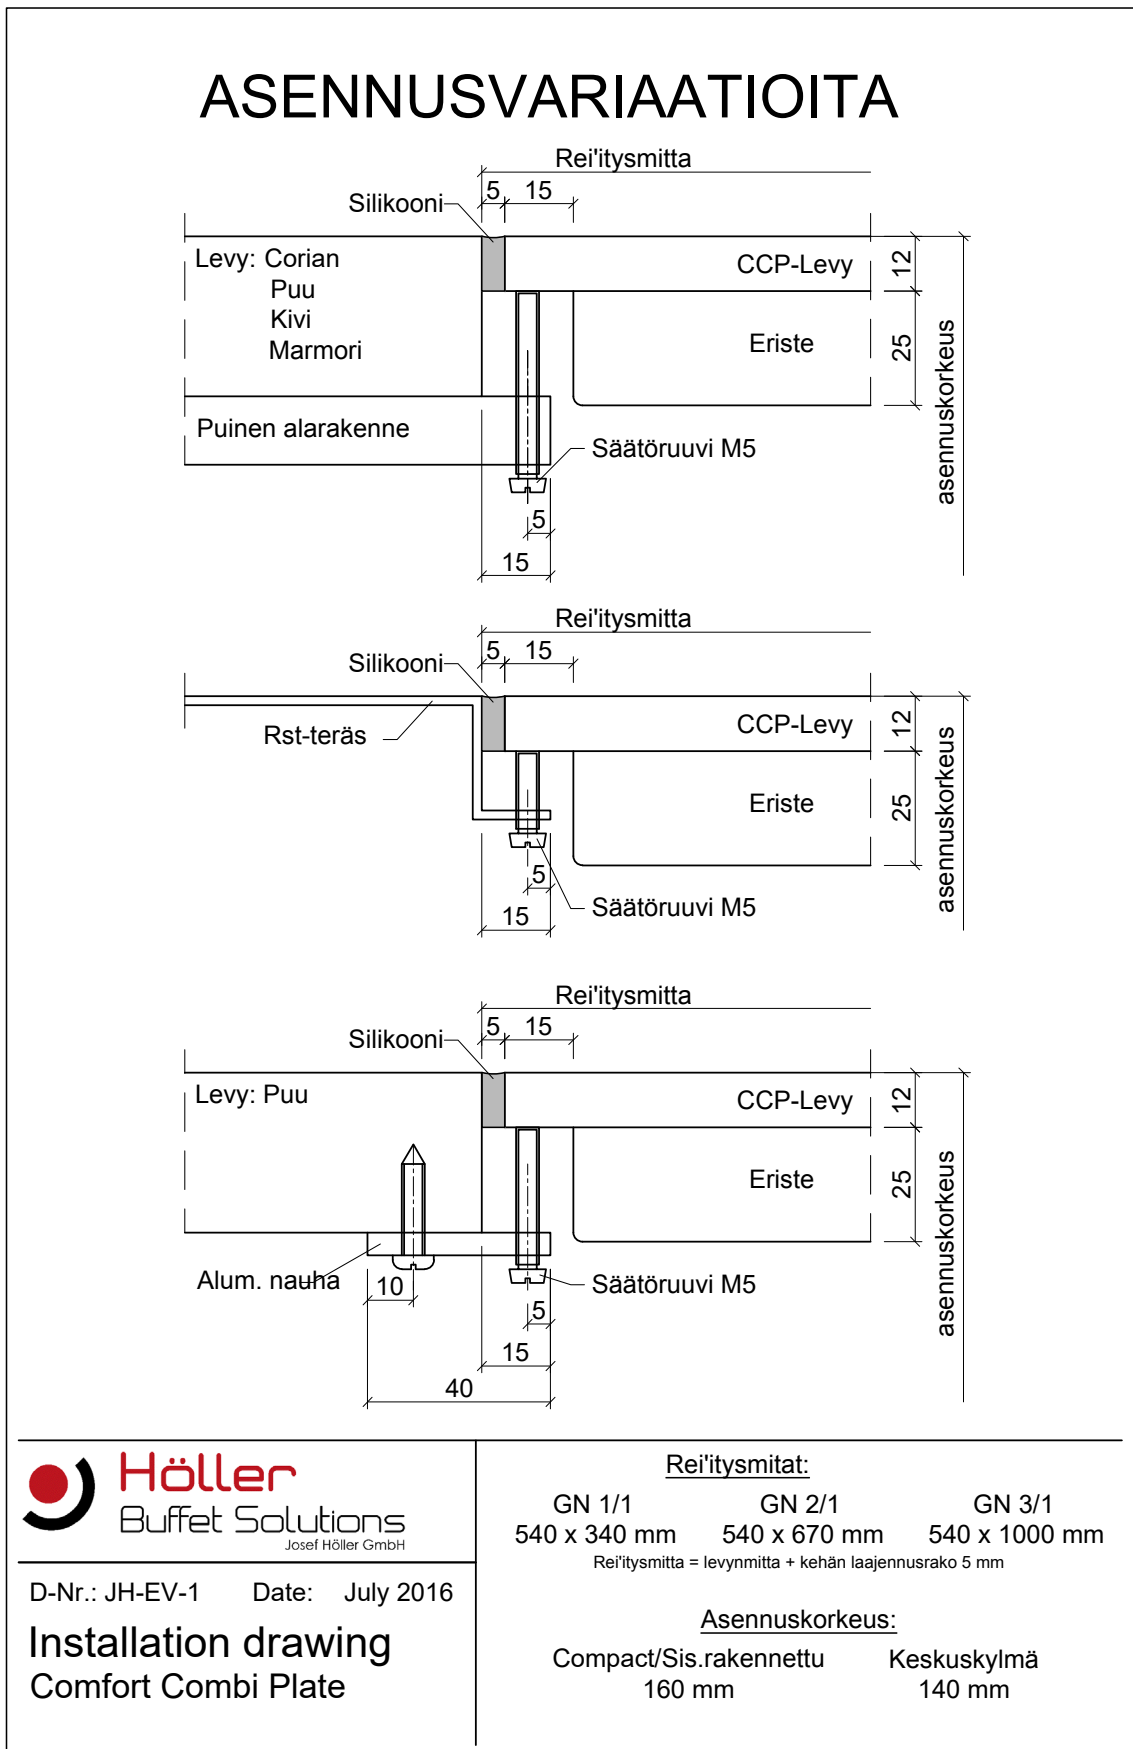 ASENNUSVARIAATIOITA
Rei'itysmitta
5 15
Silikooni
Levy: Corian
Puu
Kivi
Marmori
CCP-Levy
12
Eriste
25
asennuskorkeus
Puinen alarakenne
Säätöruuvi M5
5
15
Rei'itysmitta
5 15
Silikooni
Rst-teräs
CCP-Levy
12
Eriste
25
asennuskorkeus
5
Säätöruuvi M5
15
Rei'itysmitta
5 15
Silikooni
Levy: Puu
CCP-Levy
12
Eriste
25
asennuskorkeus
Alum. nauha
10
Säätöruuvi M5
5
15
40
Höller
Buffet Solutions
Josef Höller GmbH
D-Nr.: JH-EV-1 Date: July 2016
Installation drawing
Comfort Combi Plate
Rei'itysmitat:
GN 1/1 GN 2/1 GN 3/1
540 x 340 mm 540 x 670 mm 540 x 1000 mm
Rei'itysmitta = levynmitta + kehän laajennusrako 5 mm
Asennuskorkeus:
Compact/Sis.rakennettu Keskuskylmä
160 mm 140 mm